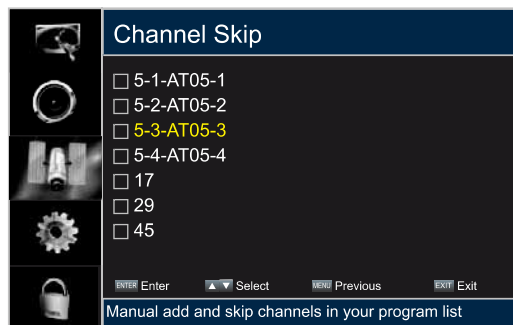 Channel Skip
5-1-AT05-1
5-2-AT05-2
5-3-AT05-3
5-4-AT05-4
17
29
45
ENTER Enter ▲ ▼ Select MENU Previous EXIT Exit
Manual add and skip channels in your program list